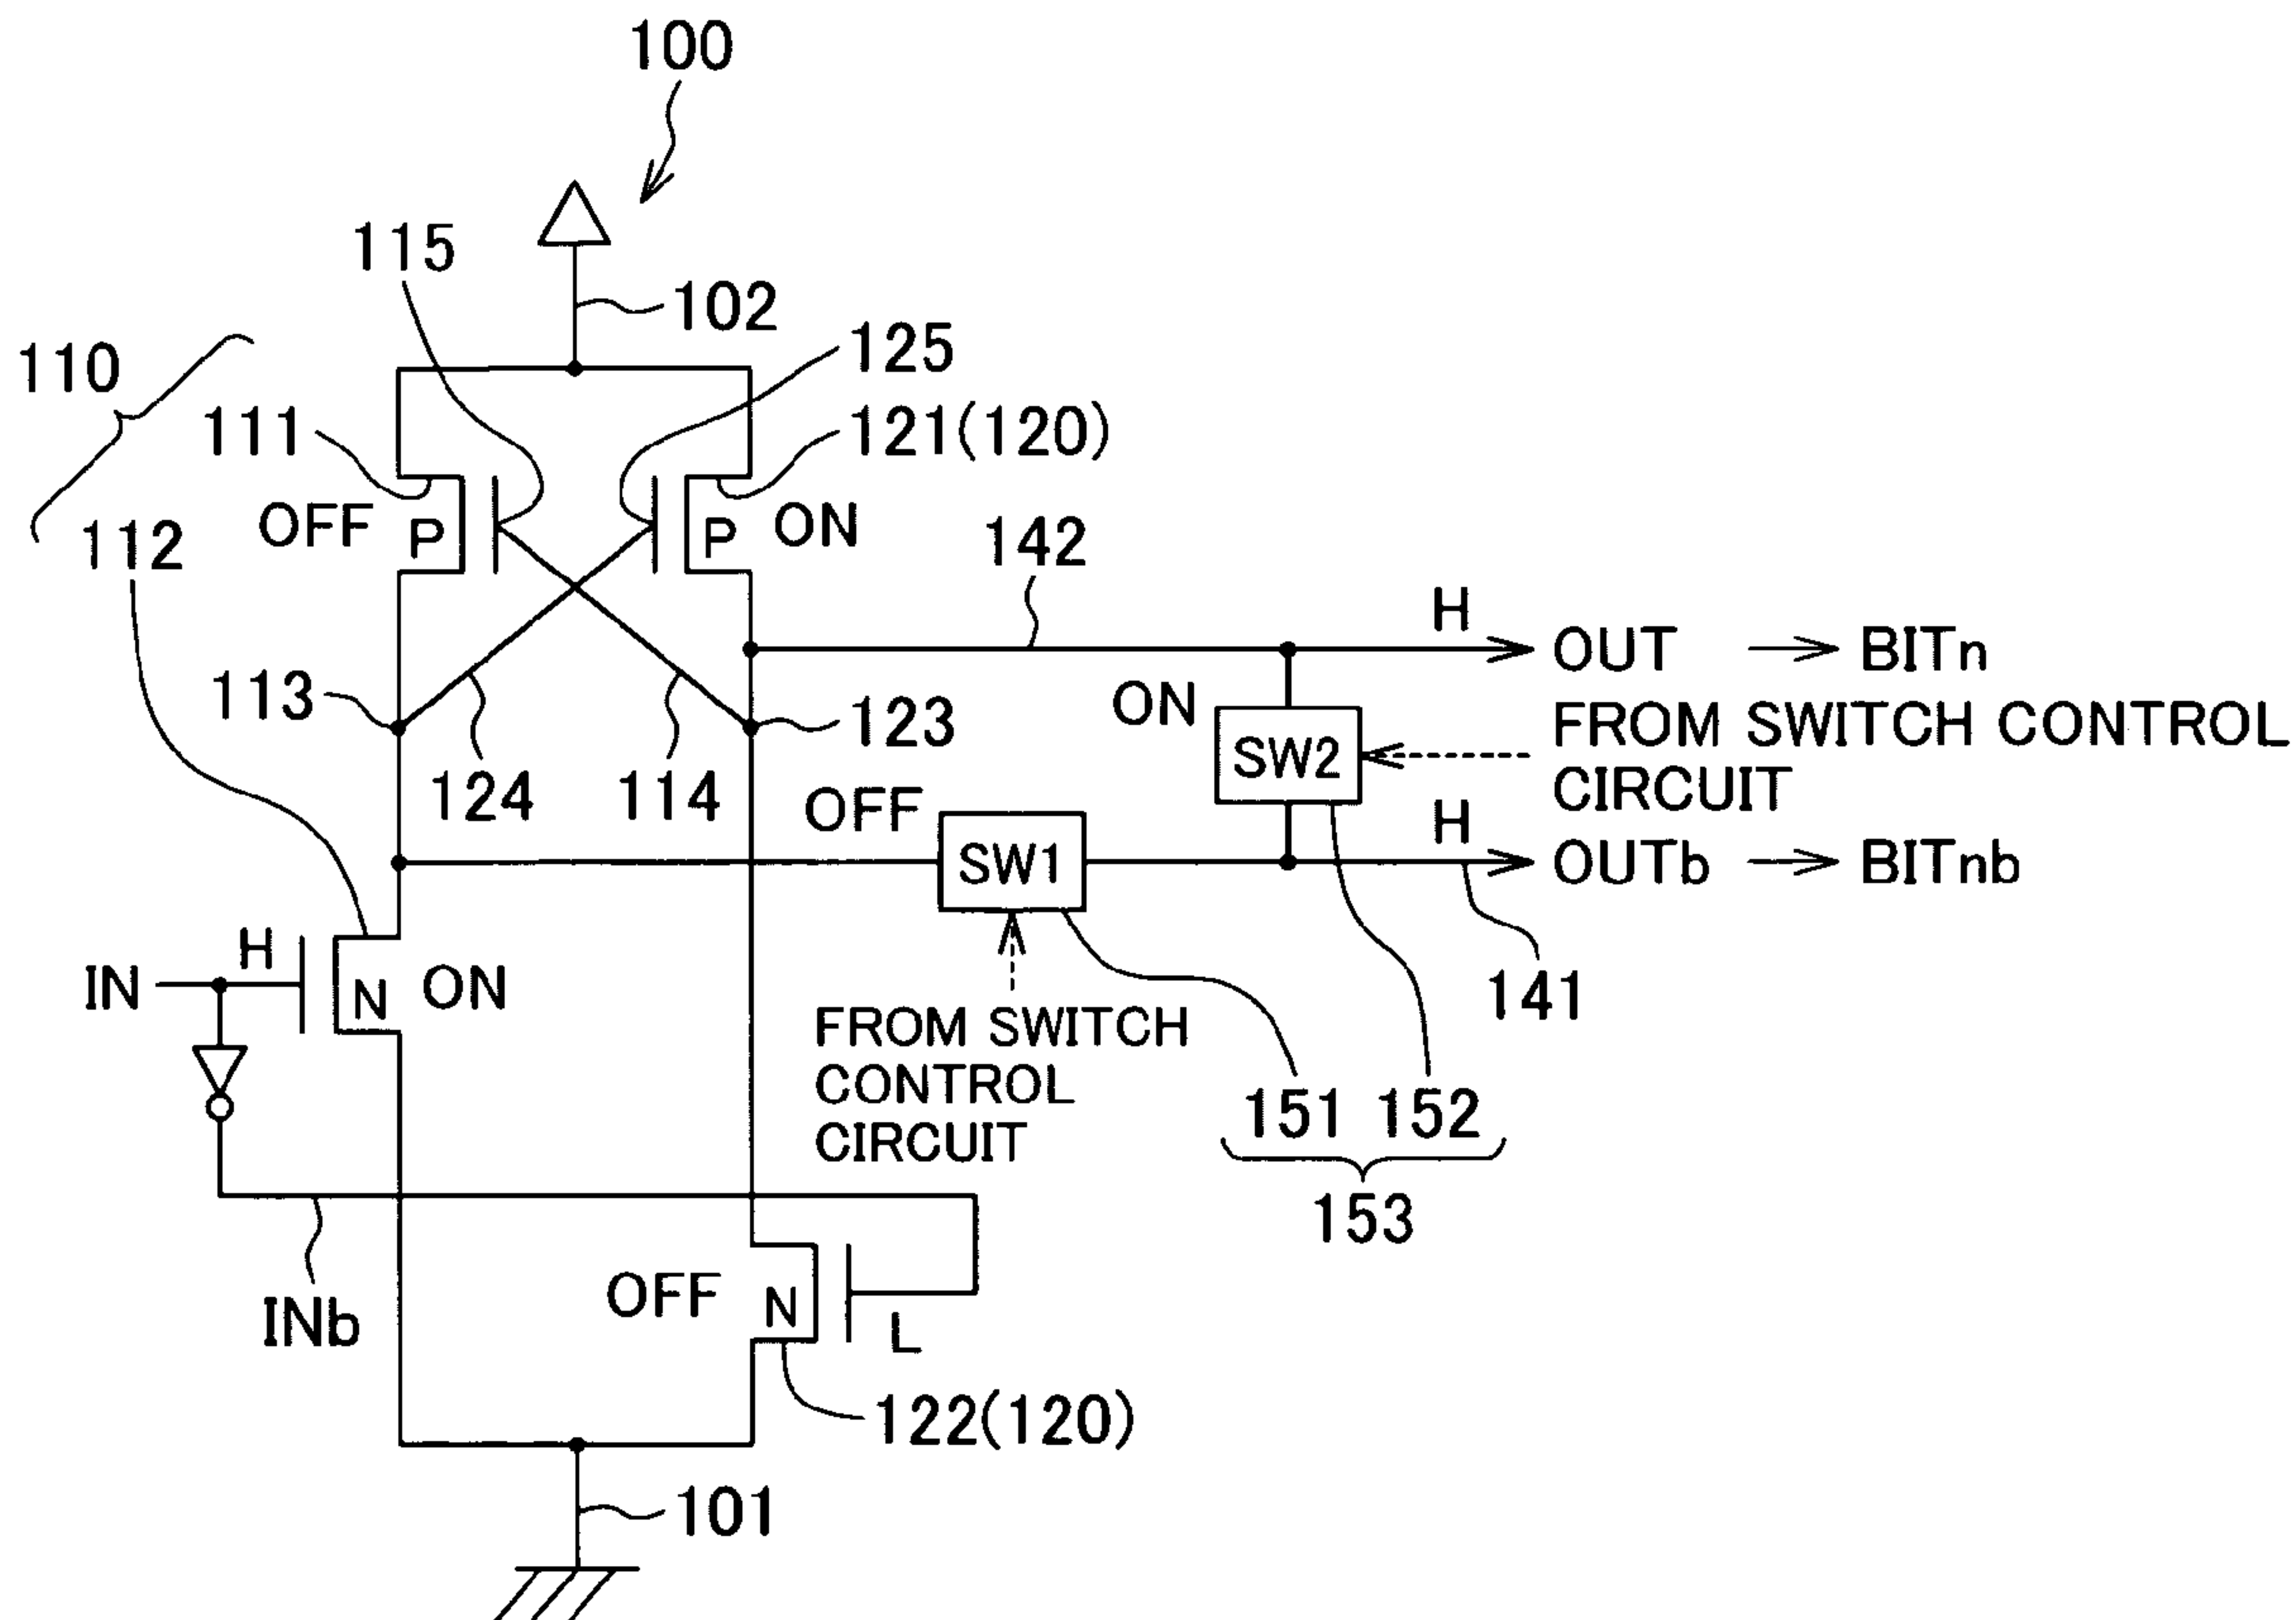 100
115
102
110
125
111
121(120)
OFF
P
P
ON
112
142
H
OUT
BITn
113
ON
123
FROM SWITCH CONTROL
CIRCUIT
SW2
124
114
OFF
H
SW1
OUTb
BITnb
H
IN
N
ON
141
FROM SWITCH
CONTROL
CIRCUIT
151
152
153
INb
OFF
N
L
122(120)
101